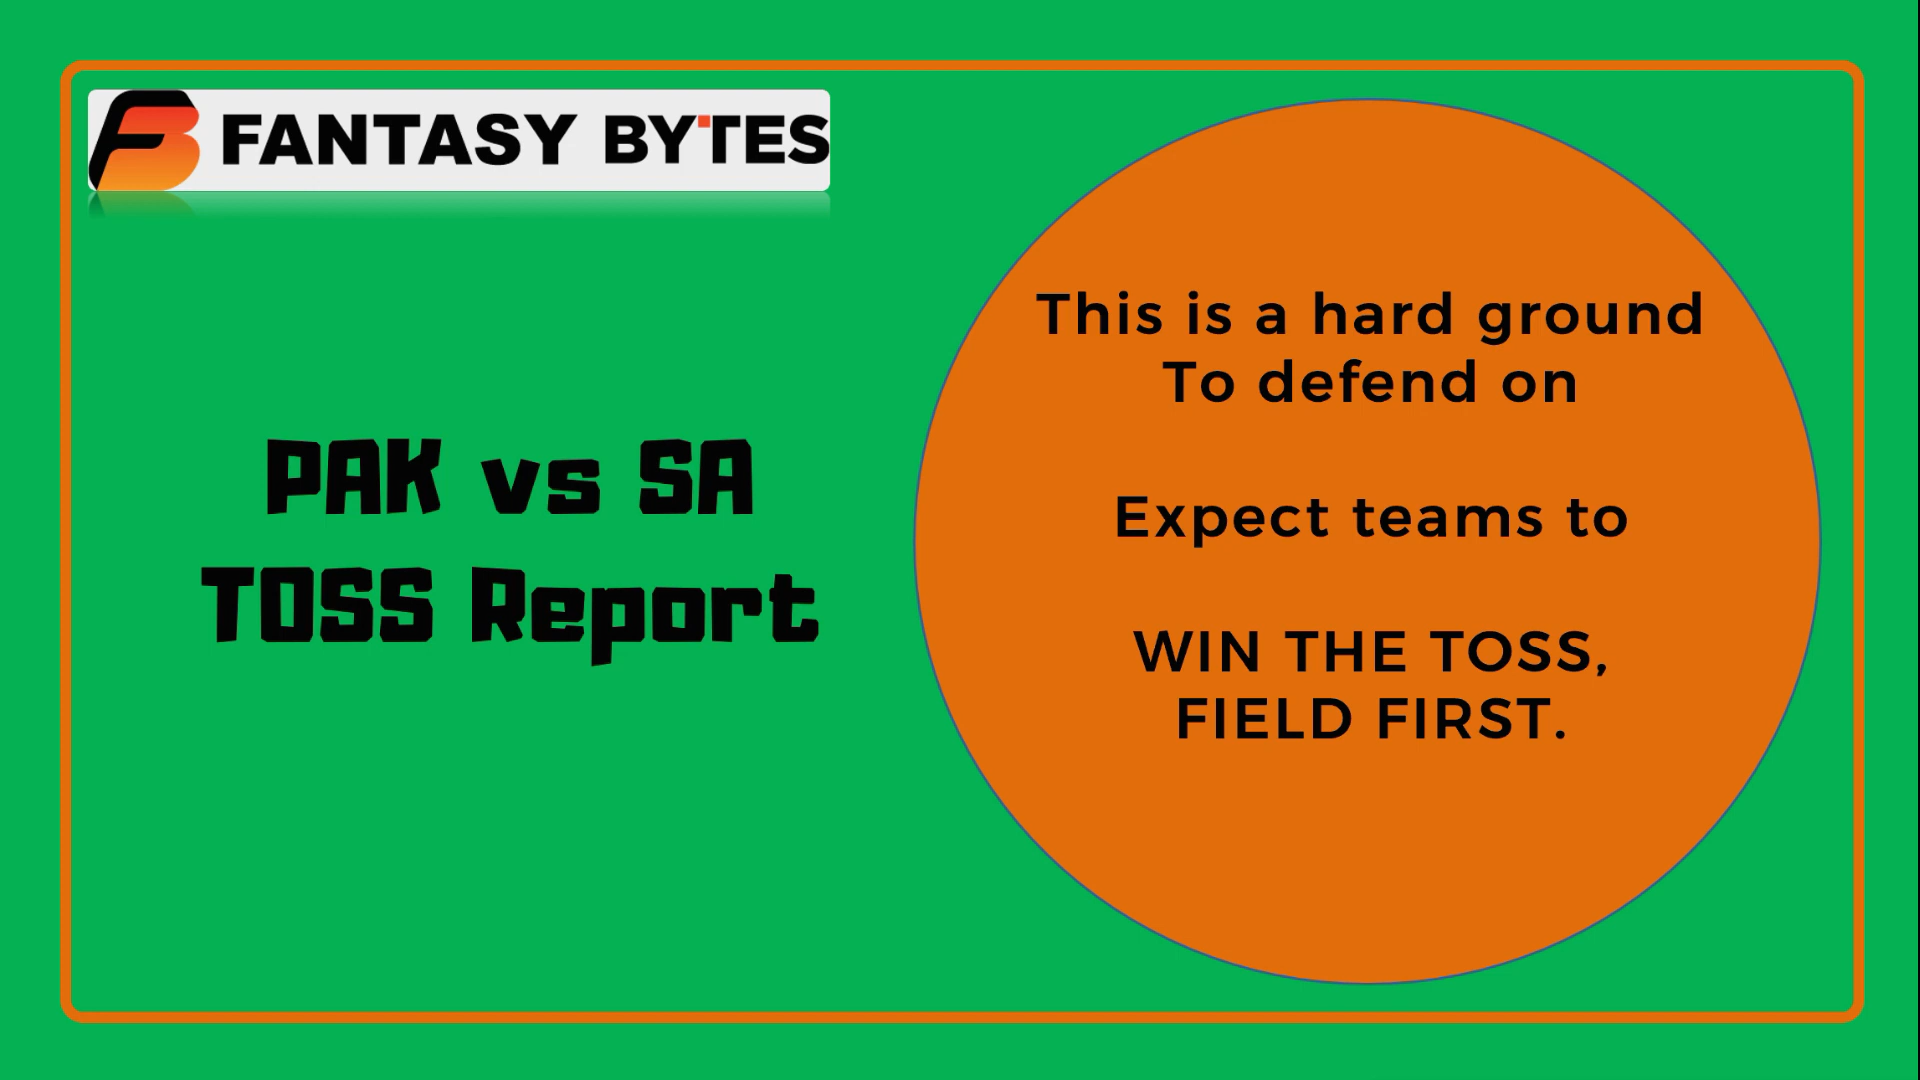 FANTASY BYTES
PAK vs SA
TOSS Report
This is a hard ground
To defend on
Expect teams to
WIN THE TOSS,
FIELD FIRST.